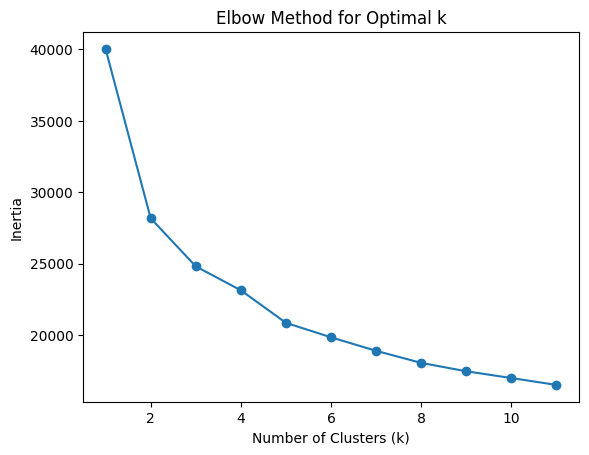 Elbow Method for Optimal k
40000
35000
30000
25000
20000
Inertia
2 4 6 8 10
Number of Clusters (k)